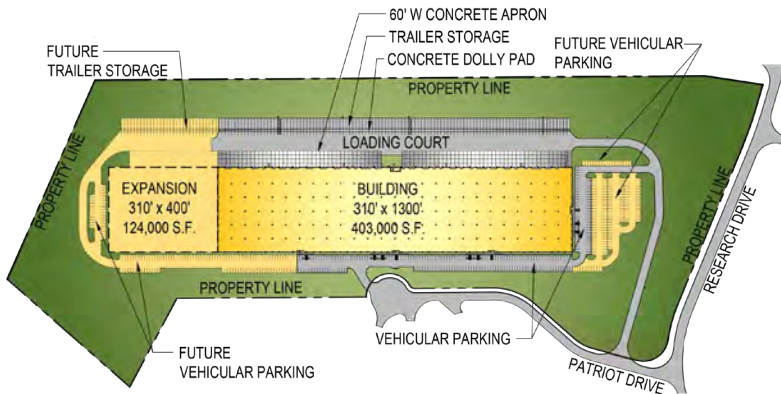 60' W CONCRETE APRON
TRAILER STORAGE
CONCRETE DOLLY PAD
FUTURE
TRAILER STORAGE
FUTURE VEHICULAR
PARKING
PROPERTY LINE
LOADING COURT
PROPERTY LINE
EXPANSION
310' x 400'
124,000 S.F.
BUILDING
310' x 1300'
403,000 S.F.
PROPERTY LINE
RESEARCH DRIVE
PROPERTY LINE
VEHICULAR PARKING
FUTURE
VEHICULAR PARKING
PATRIOT DRIVE